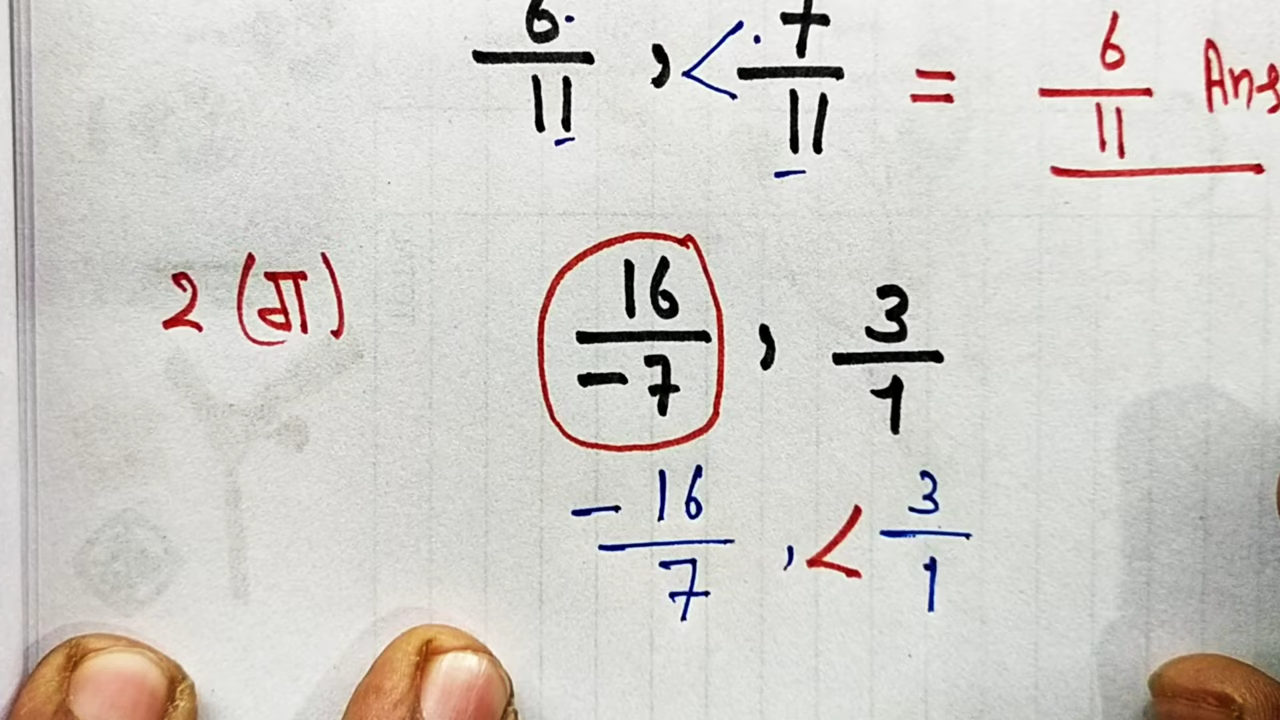 6/11 , < 7/11 = 6/11 Ans
2 (ग) 16/-7 , 3/1
-16/7 , < 3/1